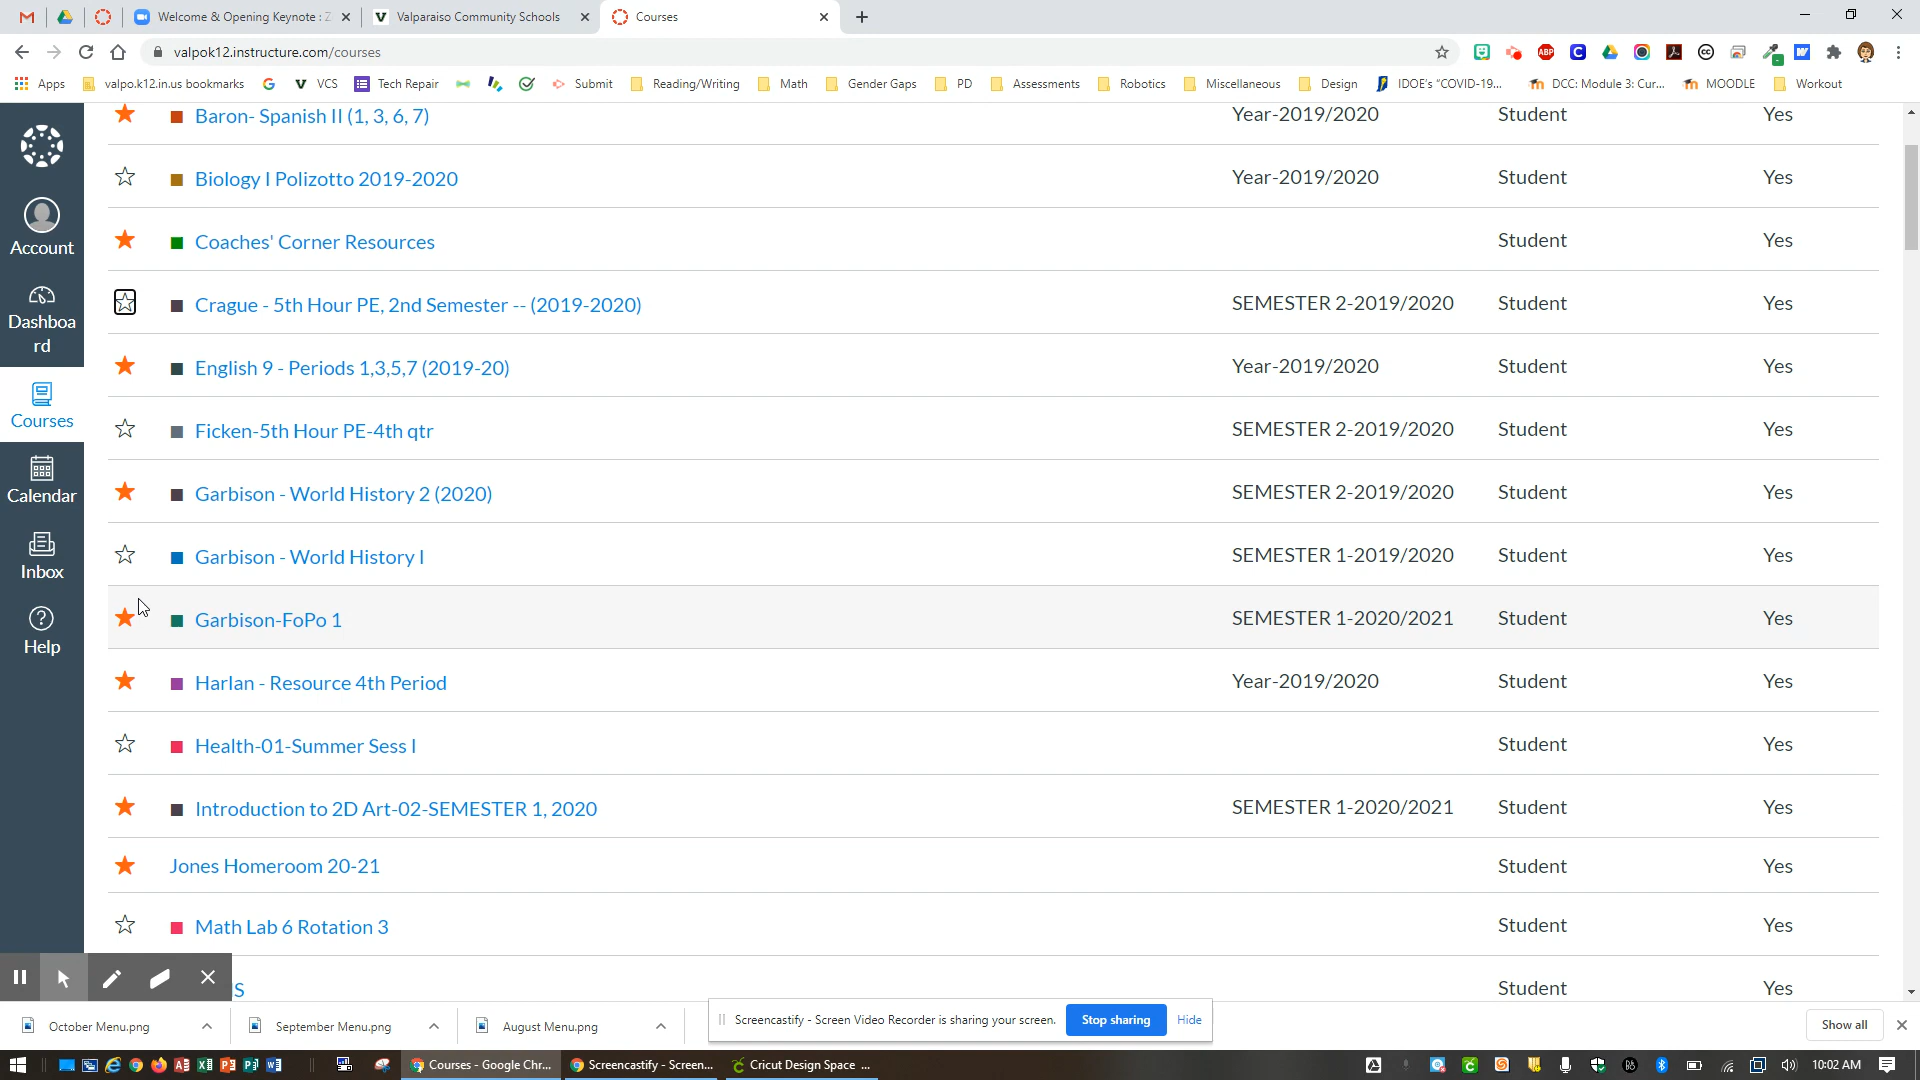 Welcome & Opening Keynote : Z
Valparaiso Community Schools
Courses
valpok12.instructure.com/courses
Apps
valpo.k12.in.us bookmarks
VCS
Tech Repair
Submit
Reading/Writing
Math
Gender Gaps
PD
Assessments
Robotics
Miscellaneous
Design
IDOE's "COVID-19...
DCC: Module 3: Cur...
MOODLE
Workout
Account
Dashboa
rd
Courses
Calendar
Inbox
Help
Baron- Spanish II (1, 3, 6, 7) Year-2019/2020 Student Yes
Biology I Polizotto 2019-2020 Year-2019/2020 Student Yes
Coaches' Corner Resources Student Yes
Crague - 5th Hour PE, 2nd Semester -- (2019-2020) SEMESTER 2-2019/2020 Student Yes
English 9 - Periods 1,3,5,7 (2019-20) Year-2019/2020 Student Yes
Ficken-5th Hour PE-4th qtr SEMESTER 2-2019/2020 Student Yes
Garbison - World History 2 (2020) SEMESTER 2-2019/2020 Student Yes
Garbison - World History I SEMESTER 1-2019/2020 Student Yes
Garbison-FoPo 1 SEMESTER 1-2020/2021 Student Yes
Harlan - Resource 4th Period Year-2019/2020 Student Yes
Health-01-Summer Sess I Student Yes
Introduction to 2D Art-02-SEMESTER 1, 2020 SEMESTER 1-2020/2021 Student Yes
Jones Homeroom 20-21 Student Yes
Math Lab 6 Rotation 3 Student Yes
S Student Yes
October Menu.png
September Menu.png
August Menu.png
Screencastify - Screen Video Recorder is sharing your screen.
Stop sharing
Hide
Show all
Courses - Google Chr...
Screencastify - Screen...
Cricut Design Space ...
10:02 AM